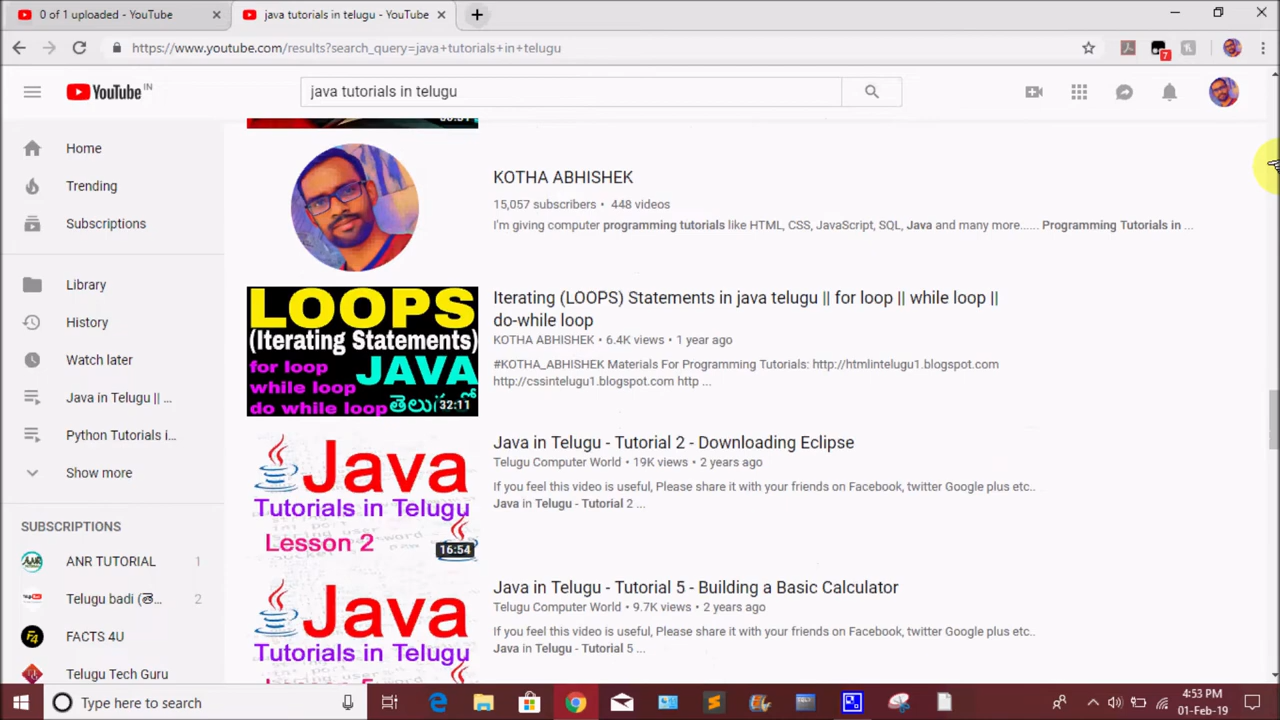 0 of 1 uploaded - YouTube
java tutorials in telugu - YouTube
https://www.youtube.com/results?search_query=java+tutorials+in+telugu
7
YouTube IN
java tutorials in telugu
Home
Trending
Subscriptions
Library
History
Watch later
Java in Telugu || ...
Python Tutorials i...
Show more
SUBSCRIPTIONS
ANR TUTORIAL 1
Telugu badi (తె... 2
FACTS 4U
Telugu Tech Guru
KOTHA ABHISHEK
15,057 subscribers • 448 videos
I'm giving computer programming tutorials like HTML, CSS, JavaScript, SQL, Java and many more...... Programming Tutorials in ...
LOOPS
(Iterating Statements)
for loop
while loop
do while loop
JAVA
తెలుగులో
32:11
Iterating (LOOPS) Statements in java telugu || for loop || while loop ||
do-while loop
KOTHA ABHISHEK • 6.4K views • 1 year ago
#KOTHA_ABHISHEK Materials For Programming Tutorials: http://htmlintelugu1.blogspot.com
http://cssintelugu1.blogspot.com http ...
Java
Tutorials in Telugu
Lesson 2
16:54
Java in Telugu - Tutorial 2 - Downloading Eclipse
Telugu Computer World • 19K views • 2 years ago
If you feel this video is useful, Please share it with your friends on Facebook, twitter Google plus etc..
Java in Telugu - Tutorial 2 ...
Java
Tutorials in Telugu
Java in Telugu - Tutorial 5 - Building a Basic Calculator
Telugu Computer World • 9.7K views • 2 years ago
If you feel this video is useful, Please share it with your friends on Facebook, twitter Google plus etc..
Java in Telugu - Tutorial 5 ...
Type here to search
4:53 PM
01-Feb-19